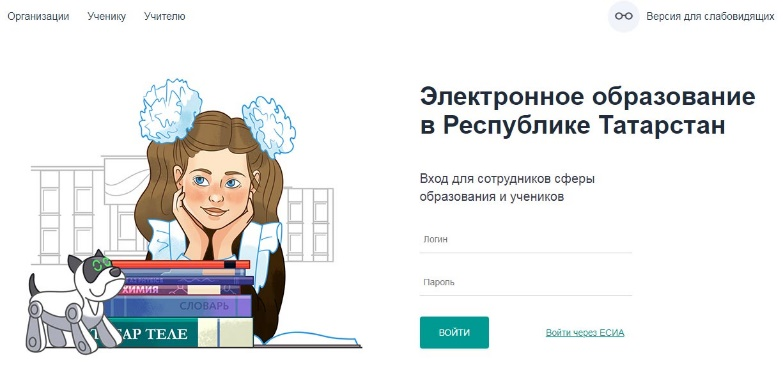 Организации Ученику Учителю Версия для слабовидящих
Электронное образование
в Республике Татарстан
Вход для сотрудников сферы
образования и учеников
Логин
Пароль
ВОЙТИ Войти через ЕСИА
ХИМИЯ
СЛОВАРЬ
ТЕЛЕ